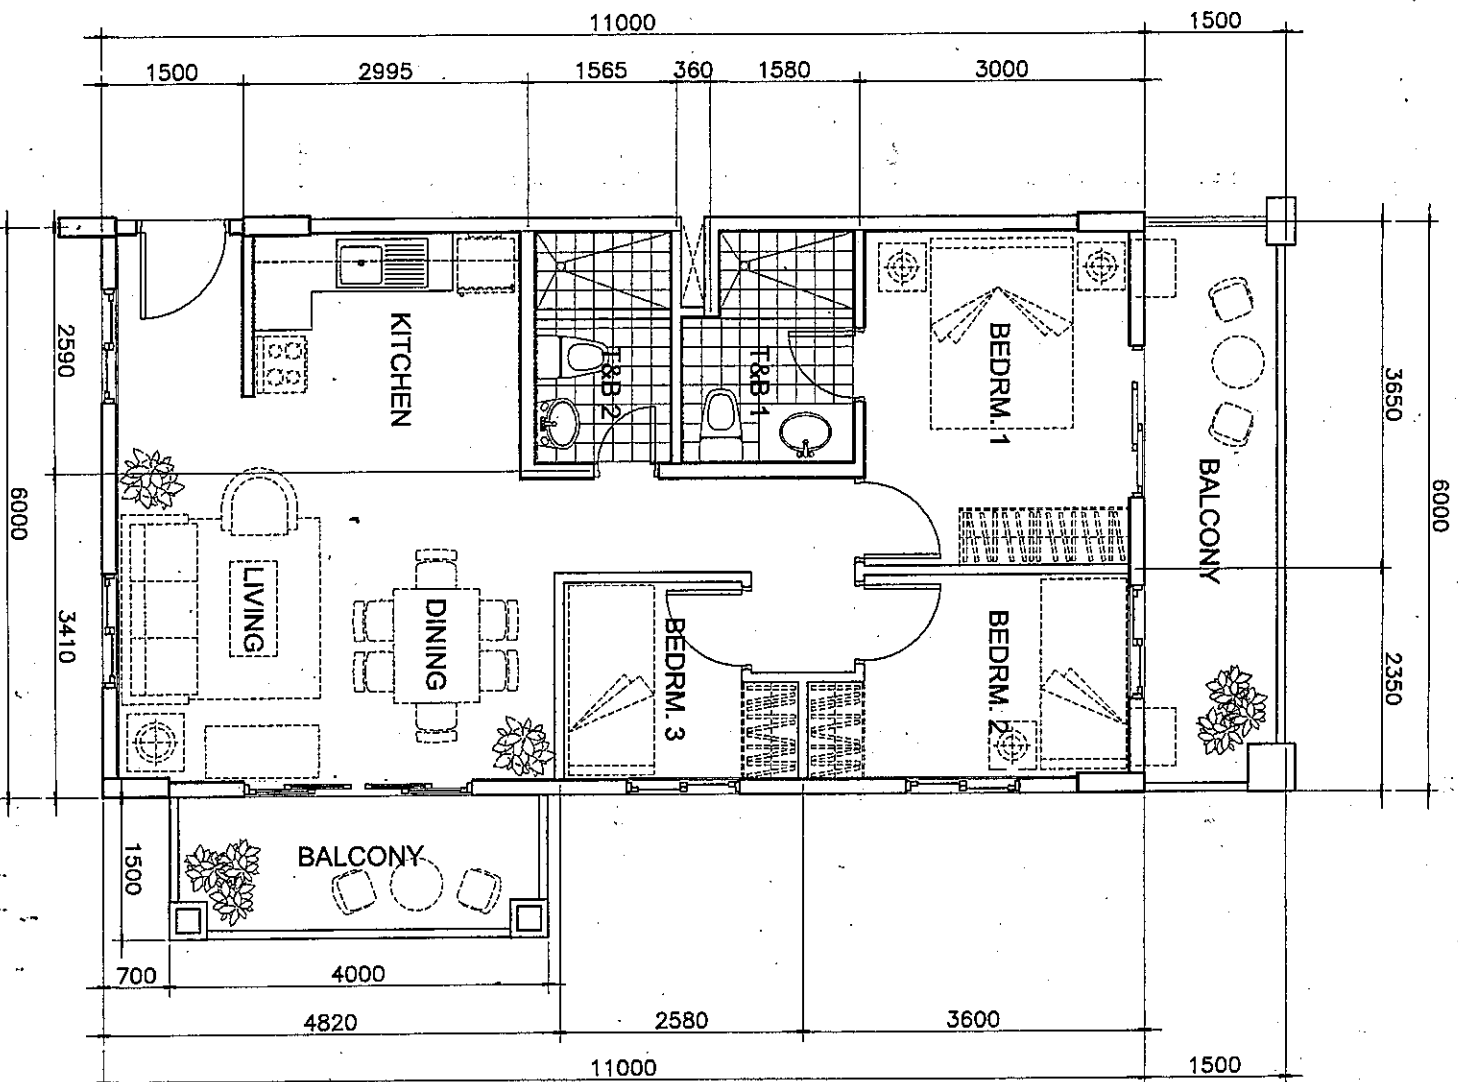 11000 1500
1500 2995 1565 360 1580 3000
KITCHEN
T&B 2
T&B 1
BEDRM. 1
BALCONY
2590
3410
6000
3650
2350
6000
LIVING
DINING
BEDRM. 3
BEDRM. 2
BALCONY
1500
700 4000
4820 2580 3600
11000 1500